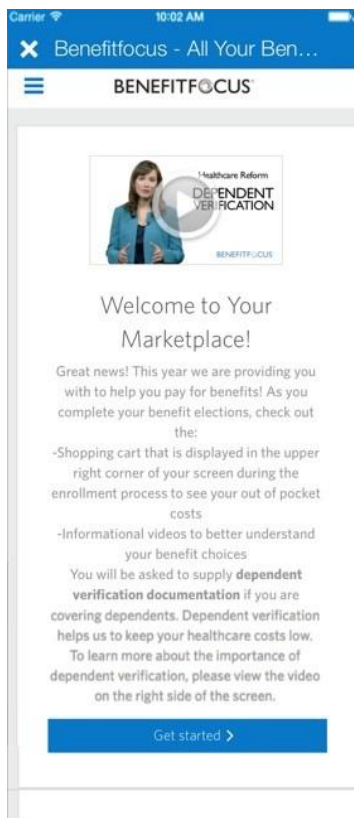 Carrier 10:02 AM
Benefitfocus - All Your Ben...
BENEFITFOCUS
Healthcare Reform
DEPENDENT
VERIFICATION
BENEFITFOCUS
Welcome to Your
Marketplace!
Great news! This year we are providing you
with to help you pay for benefits! As you
complete your benefit elections, check out
the:
-Shopping cart that is displayed in the upper
right corner of your screen during the
enrollment process to see your out of pocket
costs
-Informational videos to better understand
your benefit choices
You will be asked to supply dependent
verification documentation if you are
covering dependents. Dependent verification
helps us to keep your healthcare costs low.
To learn more about the importance of
dependent verification, please view the video
on the right side of the screen.
Get started